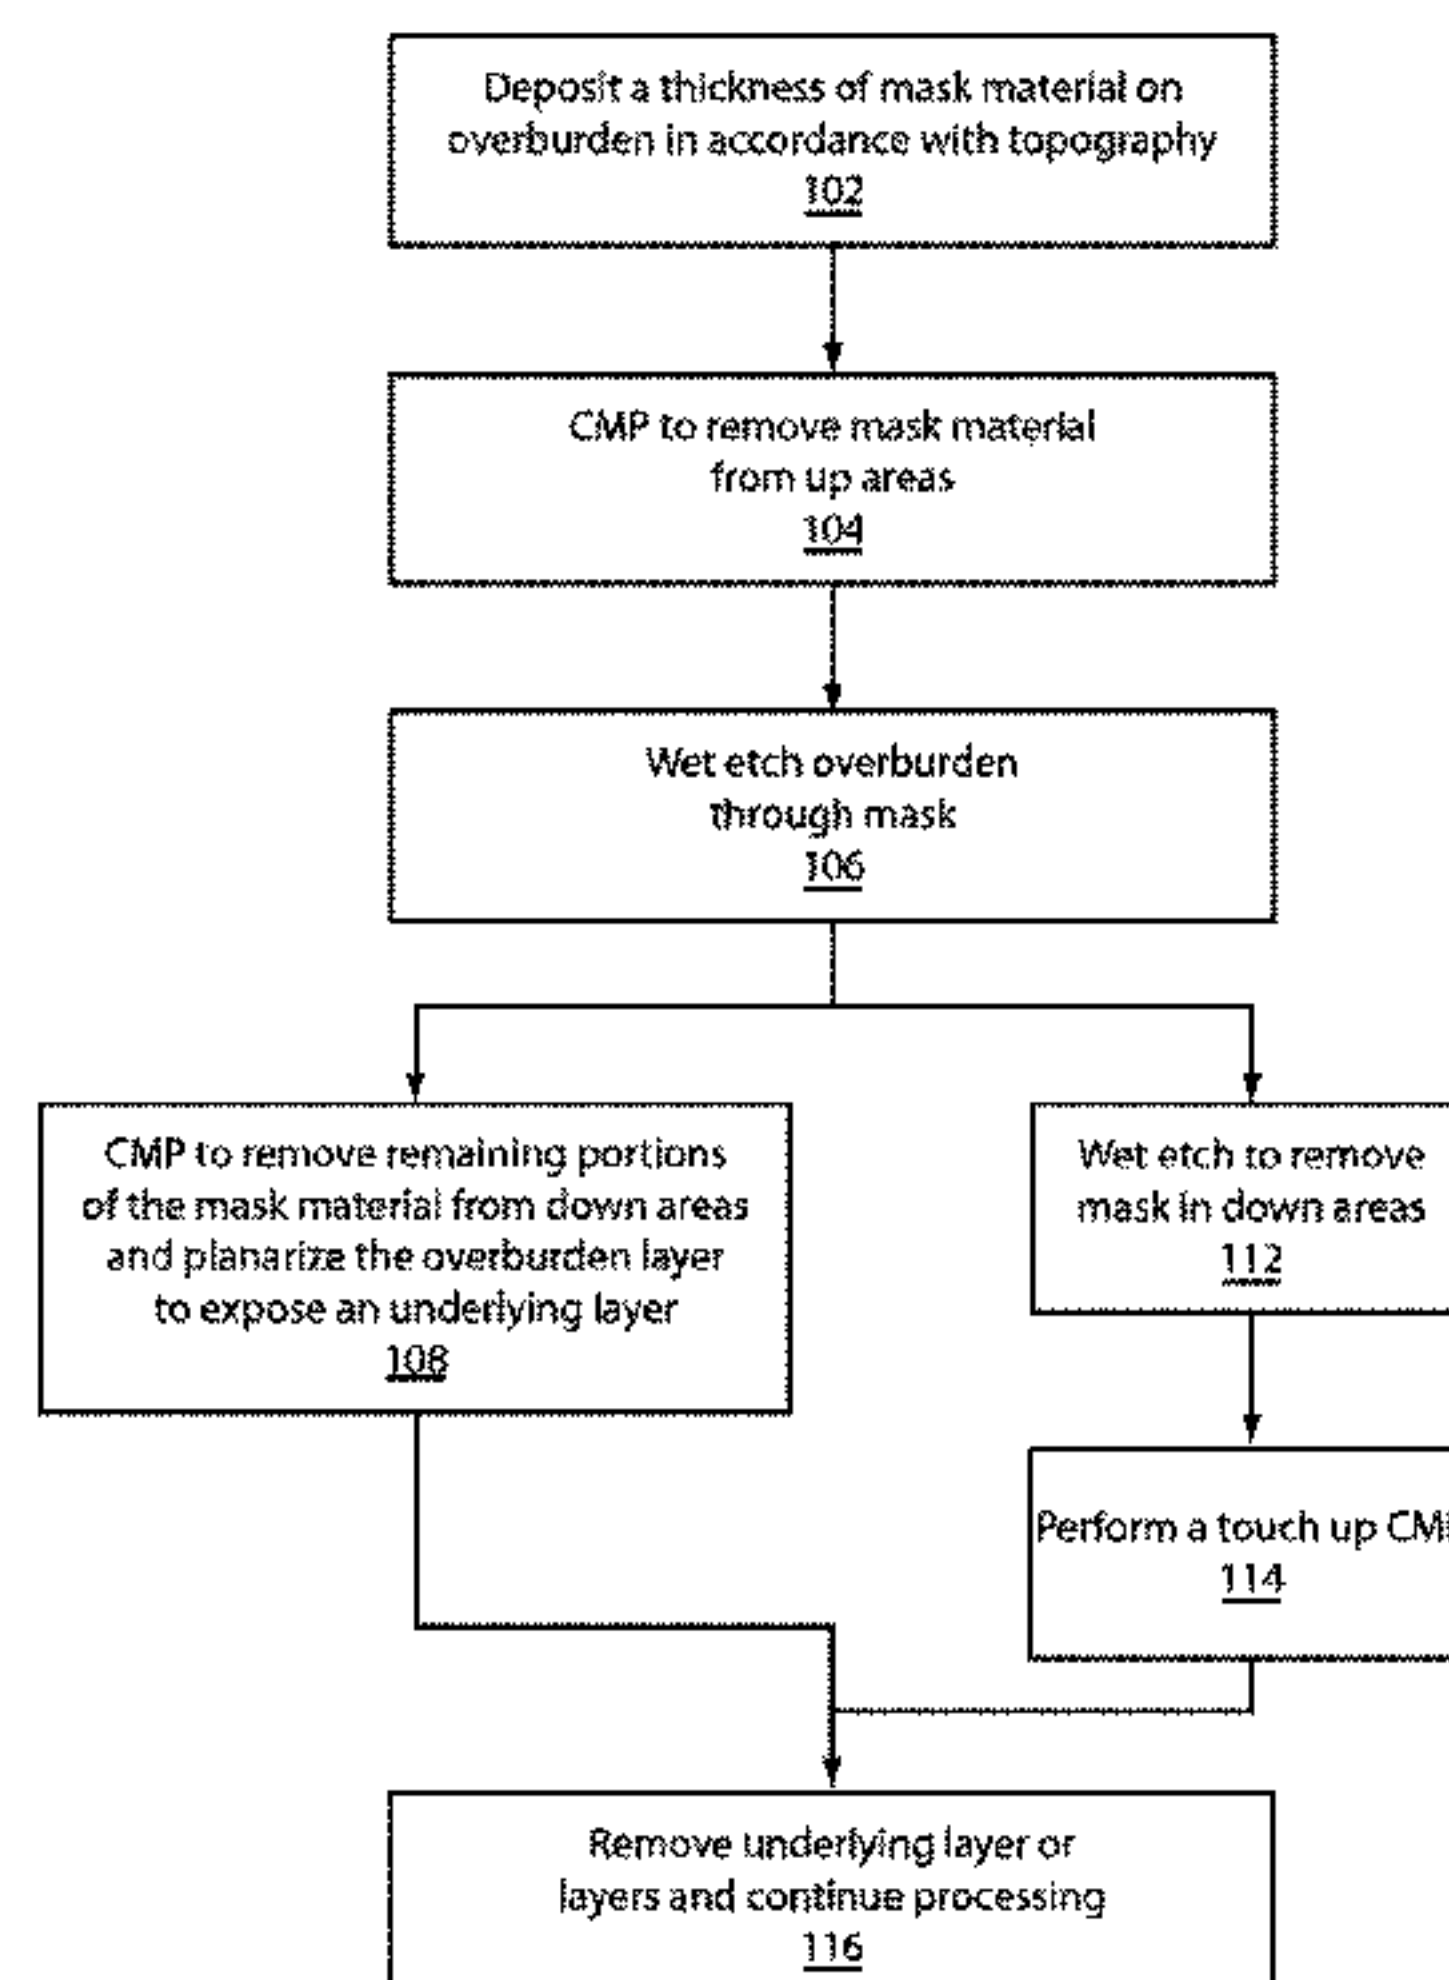 Deposit a thickness of mask material on
overburden in accordance with topography
102
CMP to remove mask material
from up areas
104
Wet etch overburden
through mask
106
CMP to remove remaining portions
of the mask material from down areas
and planarize the overburden layer
to expose an underlying layer
108
Wet etch to remove
mask in down areas
112
Perform a touch up
114
Remove underlying layer or
layers and continue processing
116